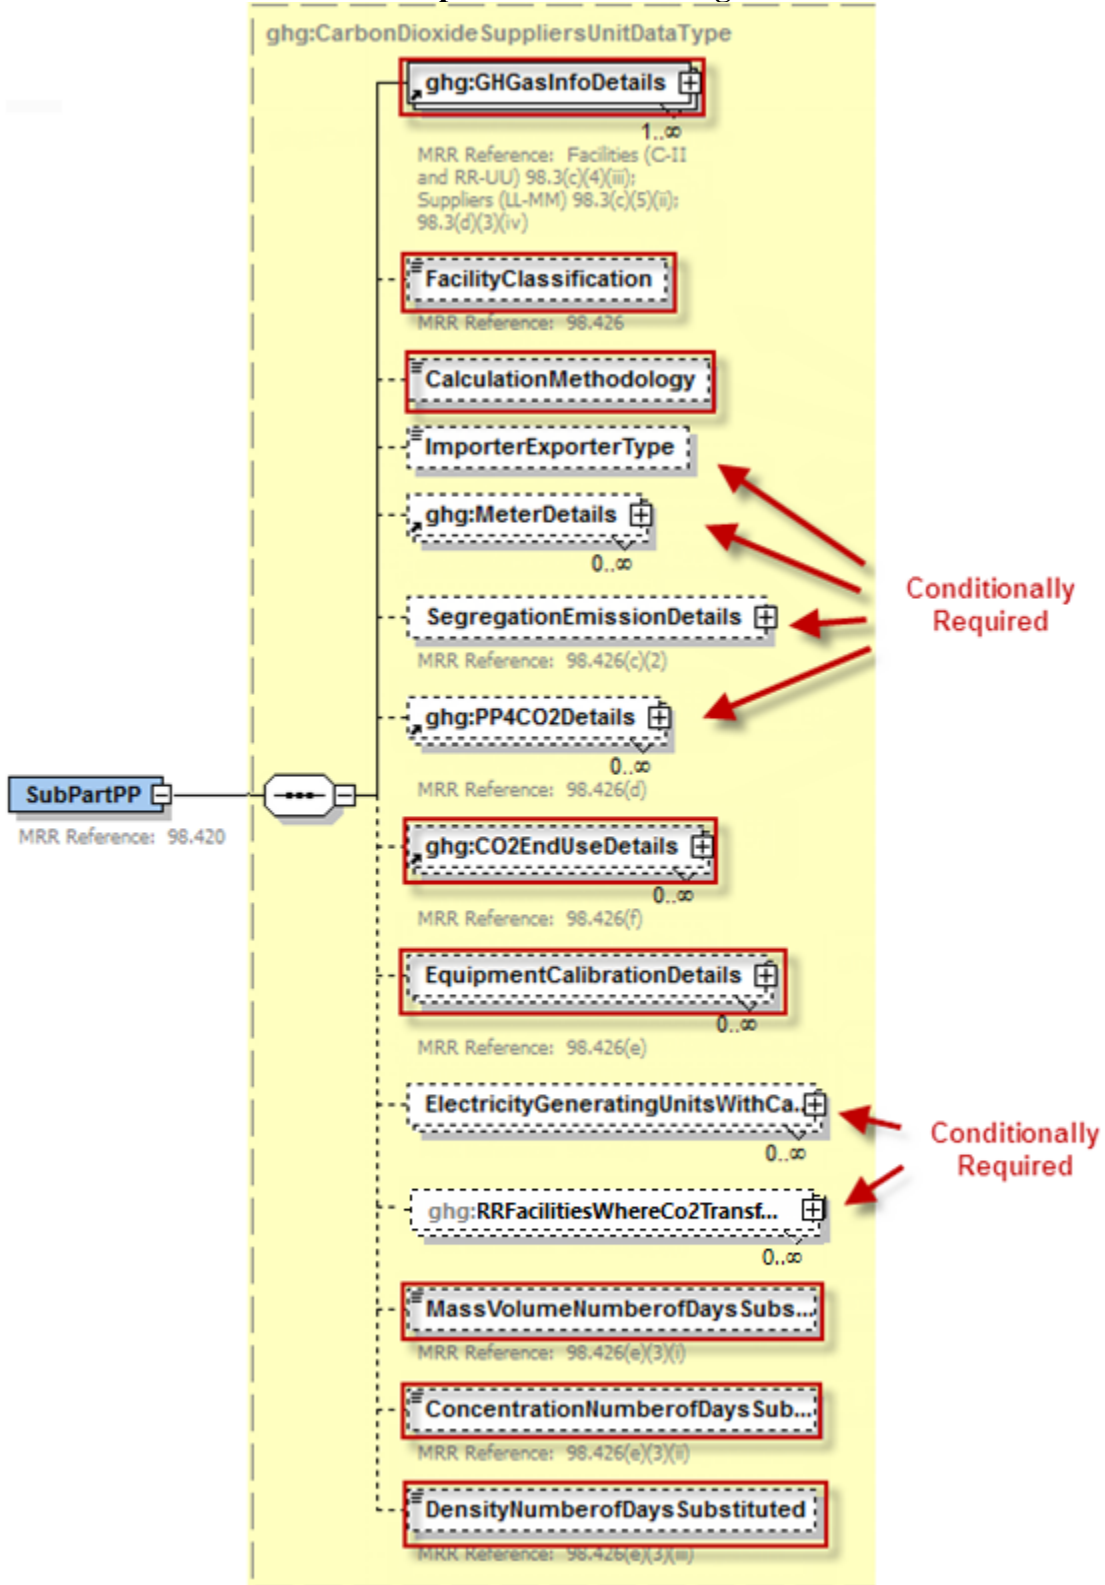 ghg:CarbonDioxideSuppliersUnitDataType
ghg:GHGasInfoDetails
1..∞
MRR Reference: Facilities (C-II
and RR-UU) 98.3(c)(4)(iii);
Suppliers (LL-MM) 98.3(c)(5)(ii);
98.3(d)(3)(iv)
FacilityClassification
MRR Reference: 98.426
CalculationMethodology
ImporterExporterType
ghg:MeterDetails
0..∞
Conditionally
Required
SegregationEmissionDetails
MRR Reference: 98.426(c)(2)
ghg:PP4CO2Details
0..∞
MRR Reference: 98.426(d)
SubPartPP
MRR Reference: 98.420
ghg:CO2EndUseDetails
0..∞
MRR Reference: 98.426(f)
EquipmentCalibrationDetails
0..∞
MRR Reference: 98.426(e)
ElectricityGeneratingUnitsWithCa...
0..∞
Conditionally
Required
ghg:RRFacilitiesWhereCo2Transf...
0..∞
MassVolumeNumberofDaysSubs...
MRR Reference: 98.426(e)(3)(i)
ConcentrationNumberofDaysSub...
MRR Reference: 98.426(e)(3)(ii)
DensityNumberofDaysSubstituted
MRR Reference: 98.426(e)(3)(iii)